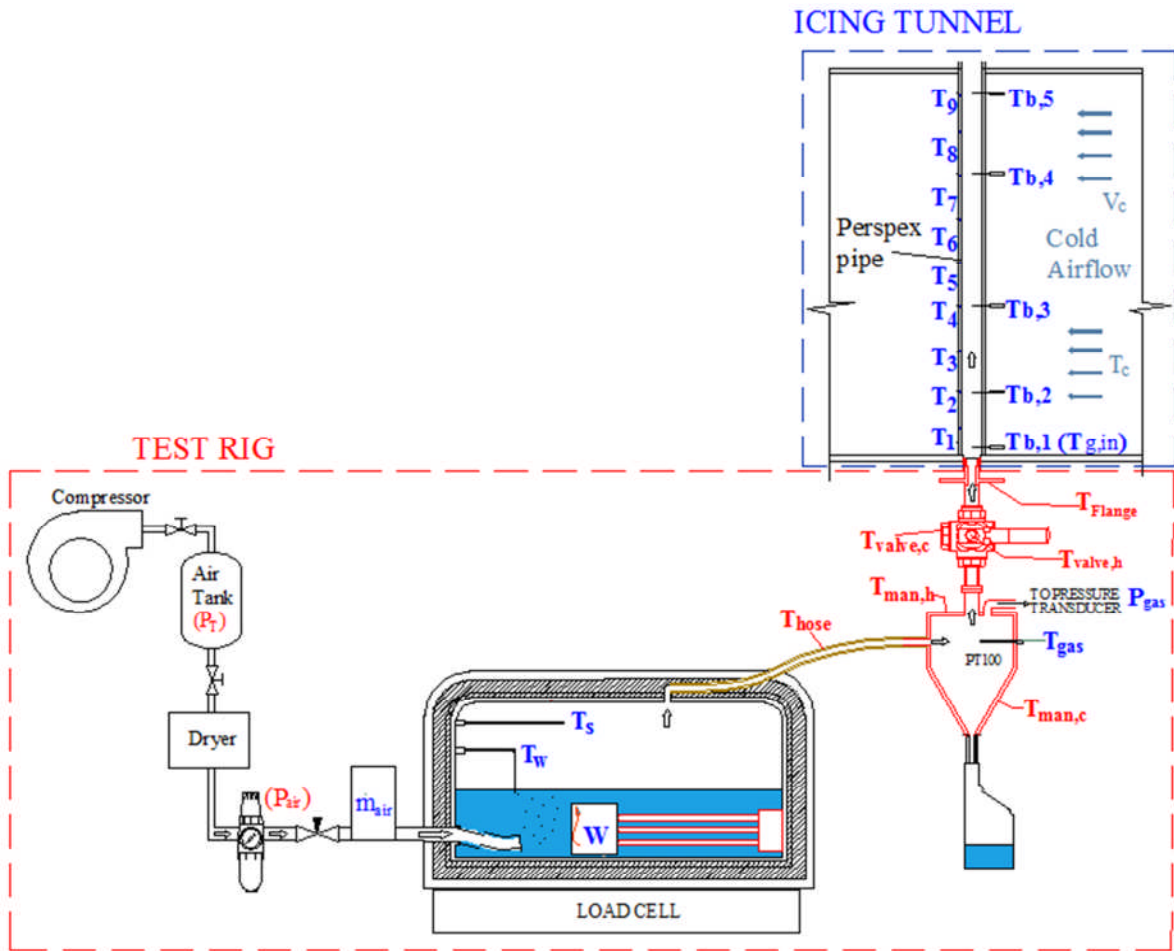 ICING TUNNEL
T9
Tb,5
T8
Tb,4
T7
Vc
Perspex
pipe
T6
Cold
Airflow
T5
T4
Tb,3
T3
Tc
T2
Tb,2
T1
Tb,1 (Tg,in)
TEST RIG
Compressor
TFlange
Tvalve,c
Tvalve,h
Air
Tank
(PT)
Tman,h
TO PRESSURE
TRANSDUCER
Pgas
Those
Tgas
PT100
Tman,c
Dryer
TS
TW
(Pair)
ṁair
W
LOAD CELL